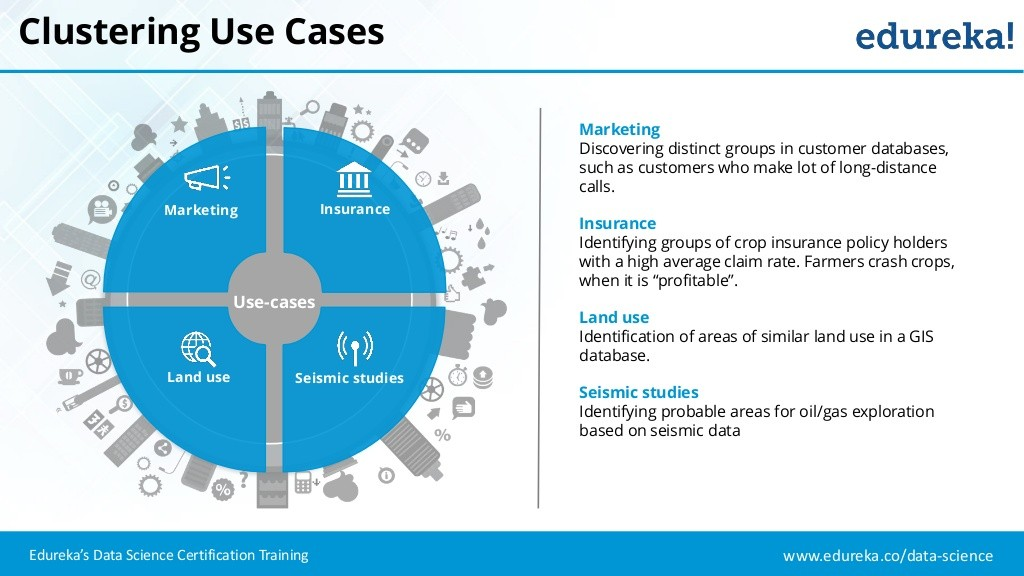 Clustering Use Cases
edureka!
Marketing
Insurance
Use-cases
Land use
Seismic studies
Marketing
Discovering distinct groups in customer databases,
such as customers who make lot of long-distance
calls.
Insurance
Identifying groups of crop insurance policy holders
with a high average claim rate. Farmers crash crops,
when it is “profitable”.
Land use
Identification of areas of similar land use in a GIS
database.
Seismic studies
Identifying probable areas for oil/gas exploration
based on seismic data
Edureka’s Data Science Certification Training
www.edureka.co/data-science